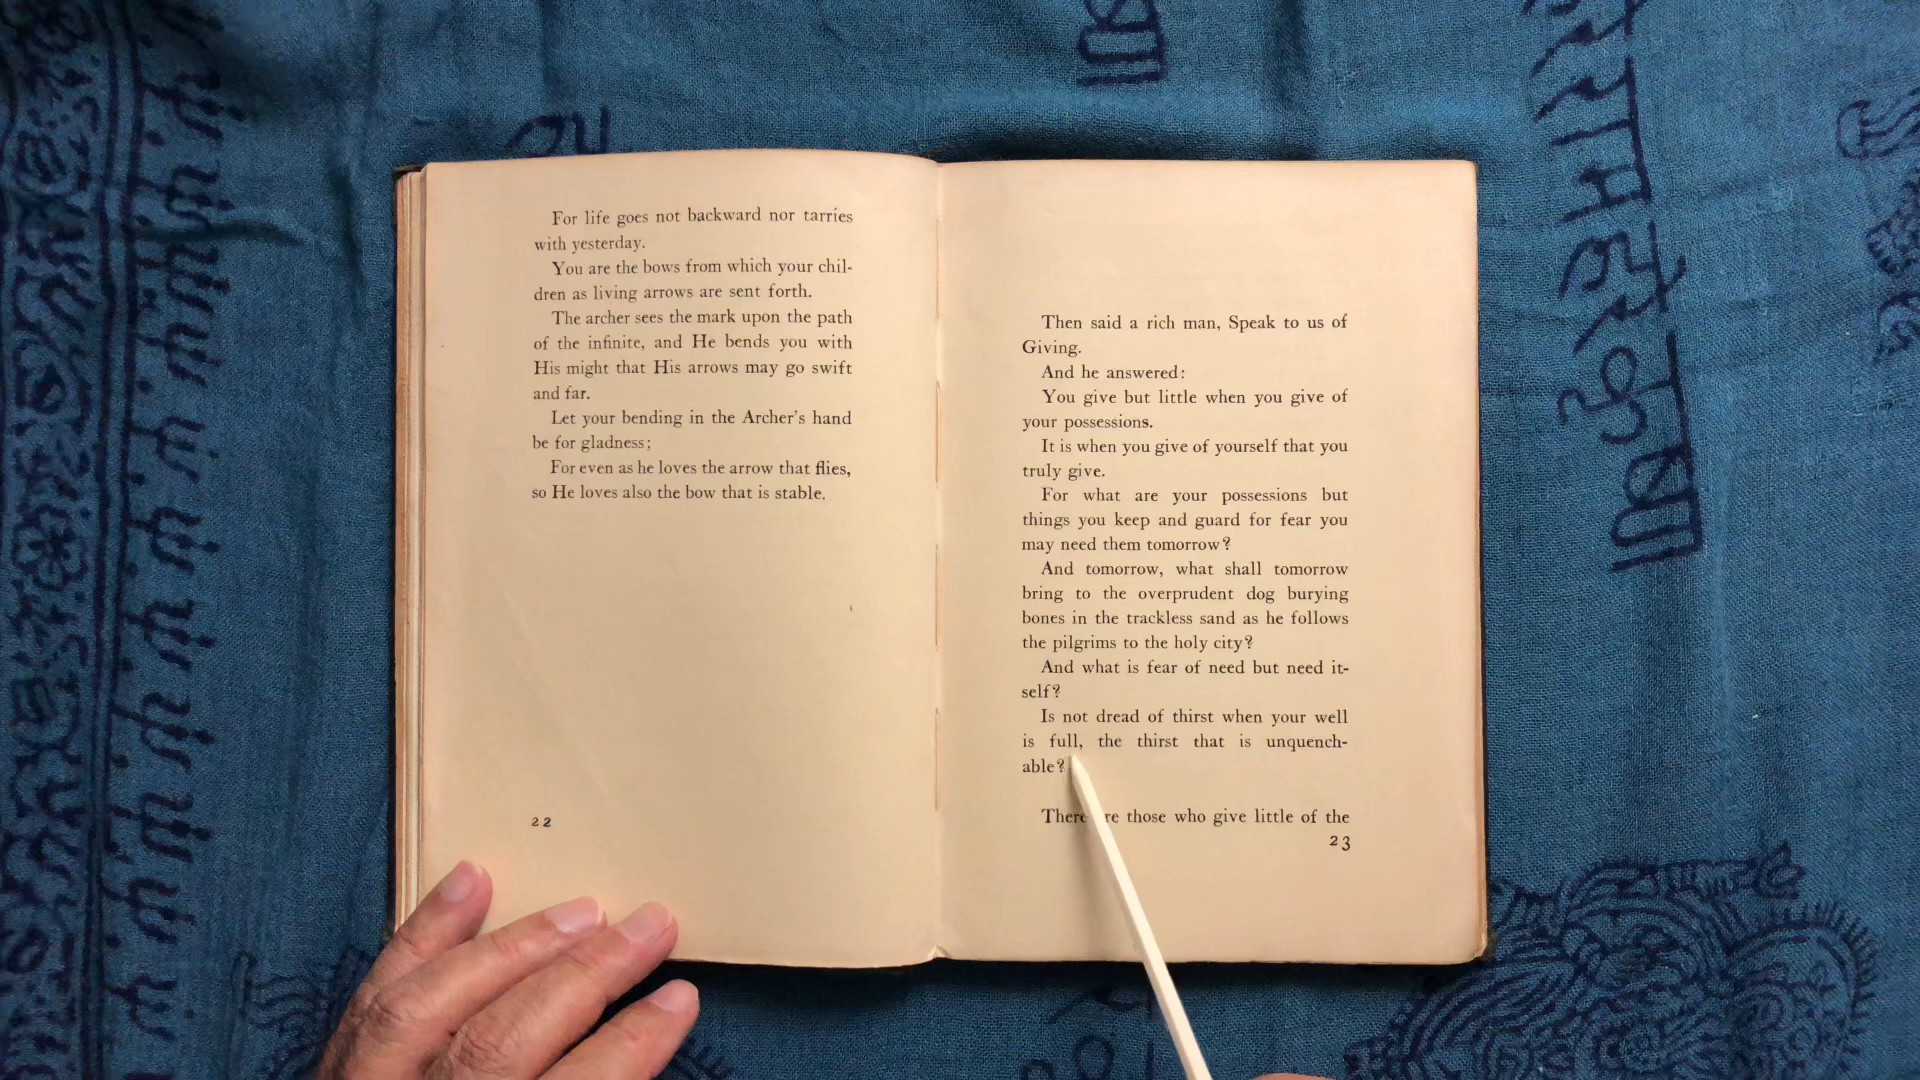 For life goes not backward nor tarries
with yesterday.
You are the bows from which your chil-
dren as living arrows are sent forth.
The archer sees the mark upon the path
of the infinite, and He bends you with
His might that His arrows may go swift
and far.
Let your bending in the Archer's hand
be for gladness;
For even as he loves the arrow that flies,
so He loves also the bow that is stable.
22
Then said a rich man, Speak to us of
Giving.
And he answered:
You give but little when you give of
your possessions.
It is when you give of yourself that you
truly give.
For what are your possessions but
things you keep and guard for fear you
may need them tomorrow?
And tomorrow, what shall tomorrow
bring to the overprudent dog burying
bones in the trackless sand as he follows
the pilgrims to the holy city?
And what is fear of need but need it-
self?
Is not dread of thirst when your well
is full, the thirst that is unquench-
able?
There are those who give little of the
23